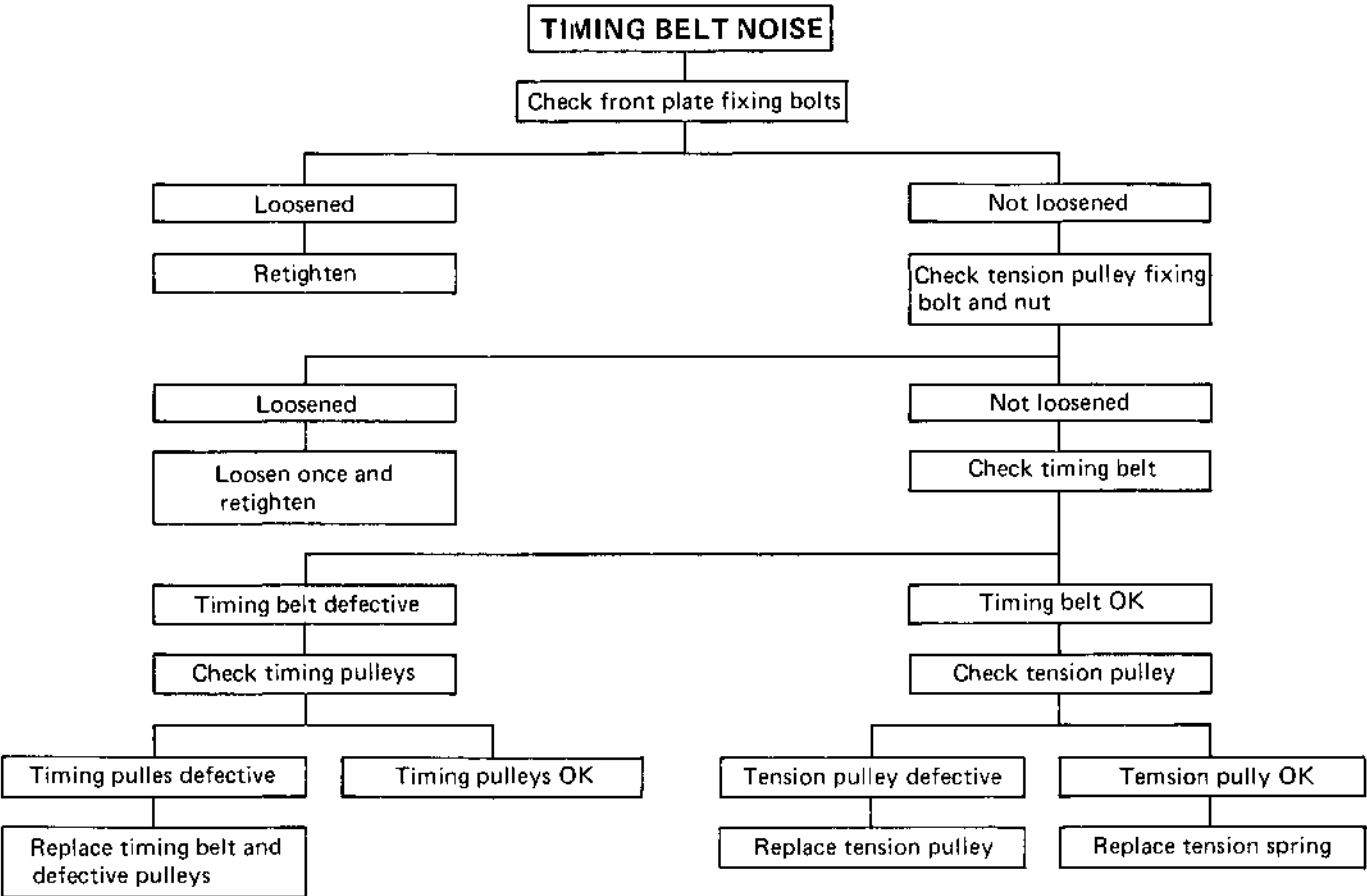 TIMING BELT NOISE
Check front plate fixing bolts
Loosened
Not loosened
Retighten
Check tension pulley fixing
bolt and nut
Loosened
Not loosened
Loosen once and
retighten
Check timing belt
Timing belt defective
Timing belt OK
Check timing pulleys
Check tension pulley
Timing pulles defective
Timing pulleys OK
Tension pulley defective
Temsion pully OK
Replace timing belt and
defective pulleys
Replace tension pulley
Replace tension spring